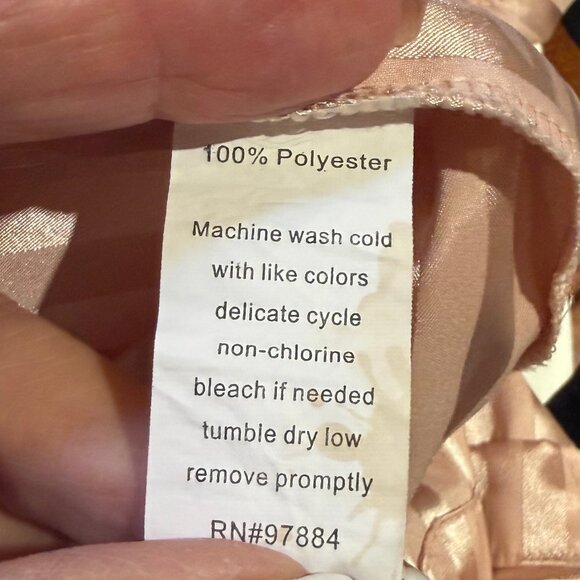 100% Polyester
Machine wash cold
with like colors
delicate cycle
non-chlorine
bleach if needed
tumble dry low
remove promptly
RN#97884